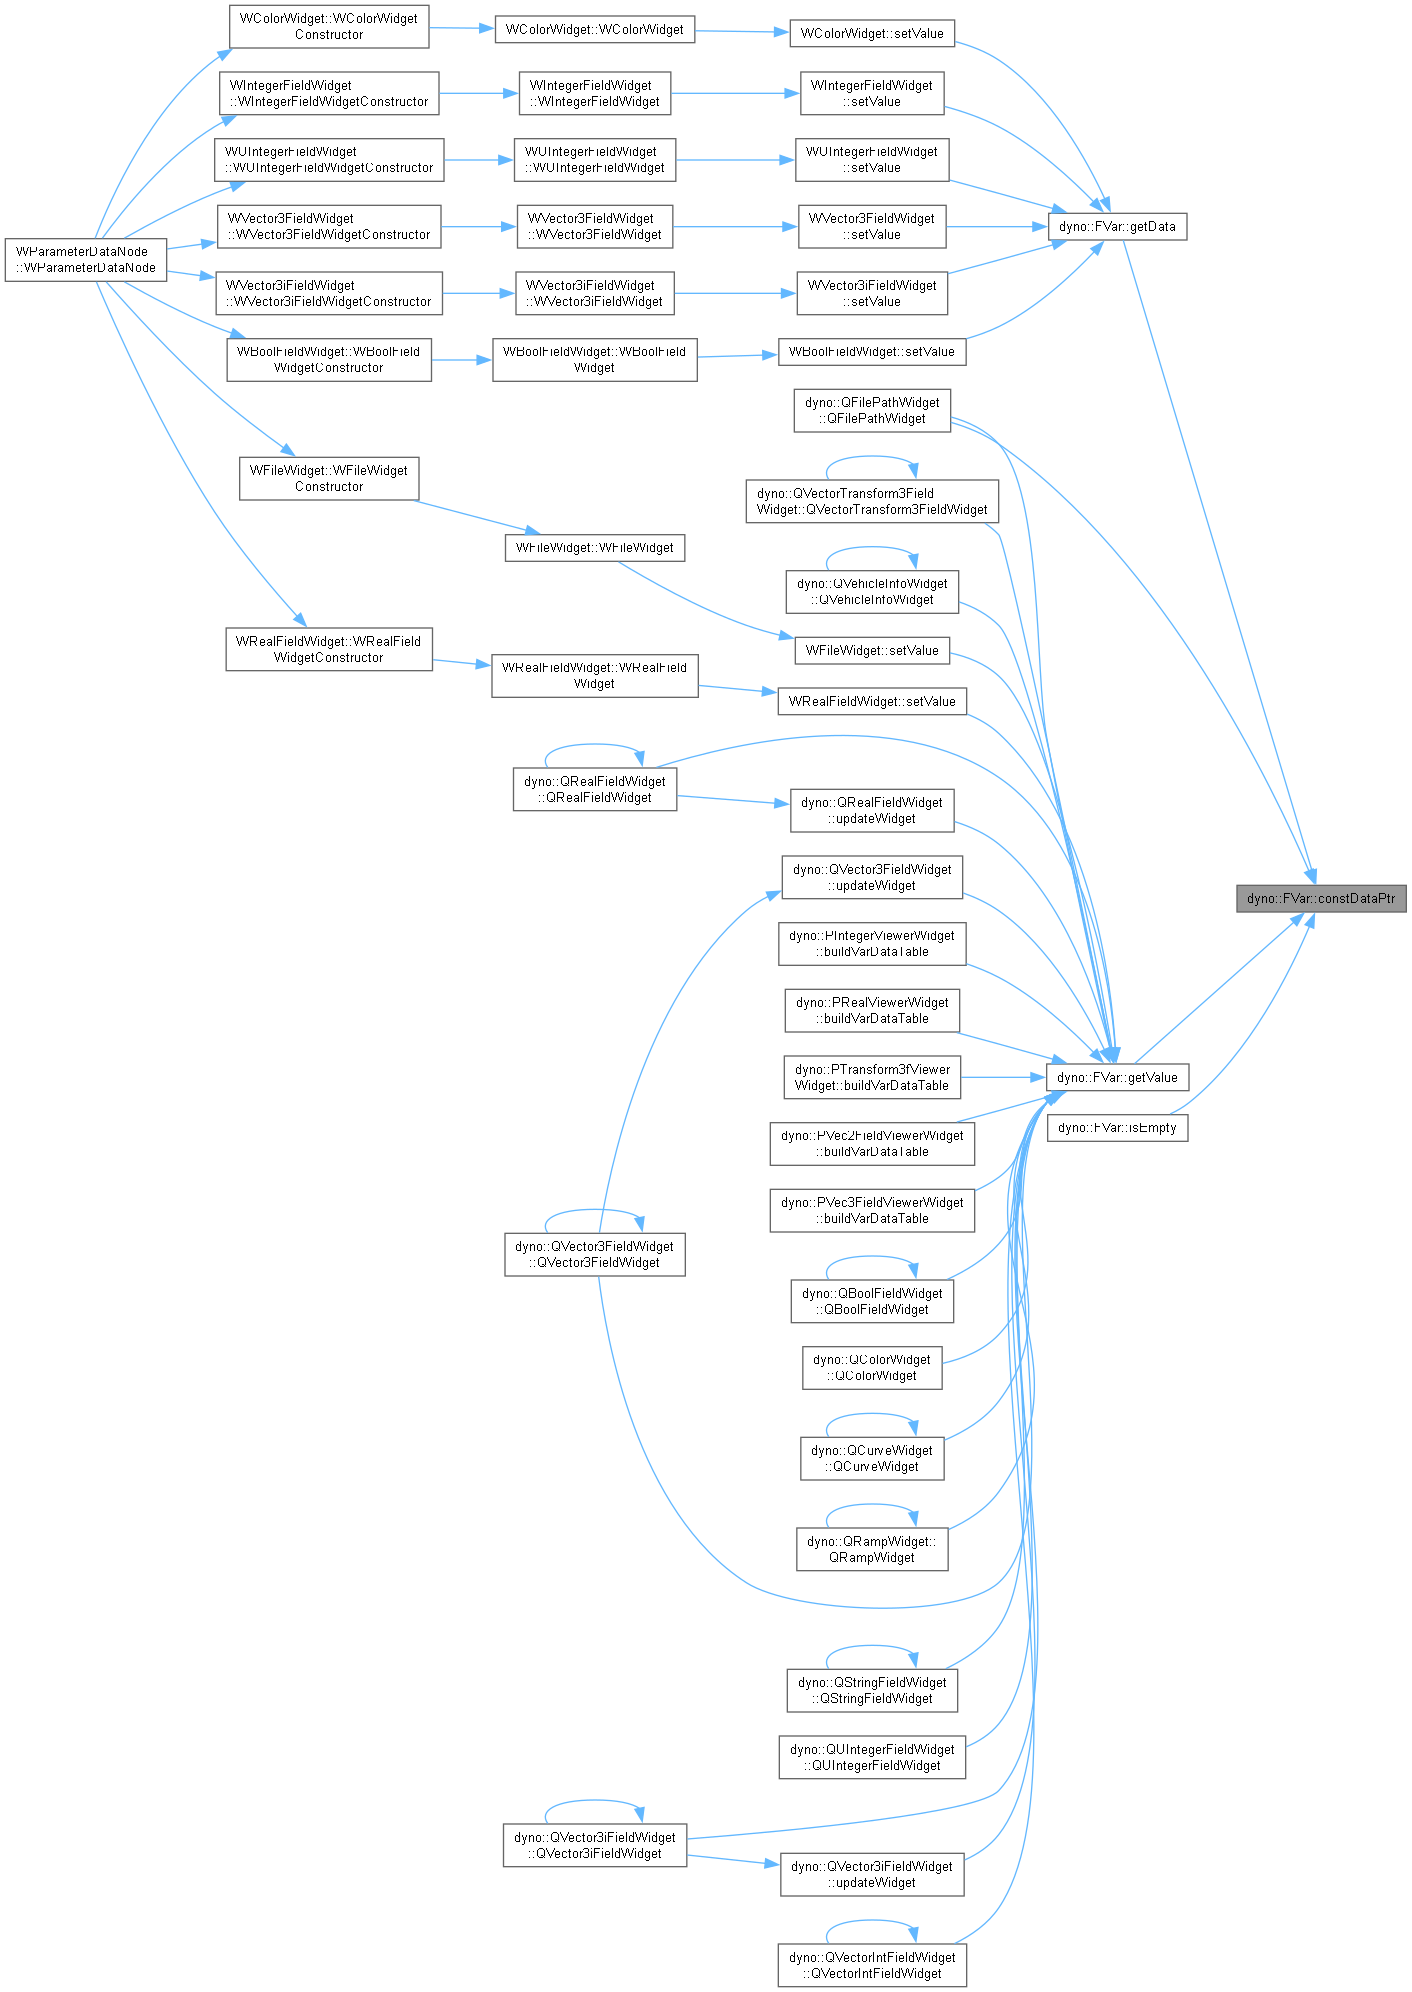 WColorWidget::WColorWidget
Constructor
WColorWidget::WColorWidget
WColorWidget::setValue
WIntegerFieldWidget
::WIntegerFieldWidgetConstructor
WIntegerFieldWidget
::WIntegerFieldWidget
WIntegerFieldWidget
::setValue
WUIntegerFieldWidget
::WUIntegerFieldWidgetConstructor
WUIntegerFieldWidget
::WUIntegerFieldWidget
WUIntegerFieldWidget
::setValue
WVector3FieldWidget
::WVector3FieldWidgetConstructor
WVector3FieldWidget
::WVector3FieldWidget
WVector3FieldWidget
::setValue
dyno::FVar::getData
WParameterDataNode
::WParameterDataNode
WVector3iFieldWidget
::WVector3iFieldWidgetConstructor
WVector3iFieldWidget
::WVector3iFieldWidget
WVector3iFieldWidget
::setValue
WBoolFieldWidget::WBoolField
WidgetConstructor
WBoolFieldWidget::WBoolField
Widget
WBoolFieldWidget::setValue
dyno::QFilePathWidget
::QFilePathWidget
WFileWidget::WFileWidget
Constructor
dyno::QVectorTransform3Field
Widget::QVectorTransform3FieldWidget
WFileWidget::WFileWidget
dyno::QVehicleInfoWidget
::QVehicleInfoWidget
WFileWidget::setValue
WRealFieldWidget::WRealField
WidgetConstructor
WRealFieldWidget::WRealField
Widget
WRealFieldWidget::setValue
dyno::QRealFieldWidget
::QRealFieldWidget
dyno::QRealFieldWidget
::updateWidget
dyno::QVector3FieldWidget
::updateWidget
dyno::FVar::constDataPtr
dyno::PIntegerViewerWidget
::buildVarDataTable
dyno::PRealViewerWidget
::buildVarDataTable
dyno::PTransform3fViewer
Widget::buildVarDataTable
dyno::FVar::getValue
dyno::FVar::isEmpty
dyno::PVec2FieldViewerWidget
::buildVarDataTable
dyno::PVec3FieldViewerWidget
::buildVarDataTable
dyno::QVector3FieldWidget
::QVector3FieldWidget
dyno::QBoolFieldWidget
::QBoolFieldWidget
dyno::QColorWidget
::QColorWidget
dyno::QCurveWidget
::QCurveWidget
dyno::QRampWidget::
QRampWidget
dyno::QStringFieldWidget
::QStringFieldWidget
dyno::QUIntegerFieldWidget
::QUIntegerFieldWidget
dyno::QVector3iFieldWidget
::QVector3iFieldWidget
dyno::QVector3iFieldWidget
::updateWidget
dyno::QVectorIntFieldWidget
::QVectorIntFieldWidget